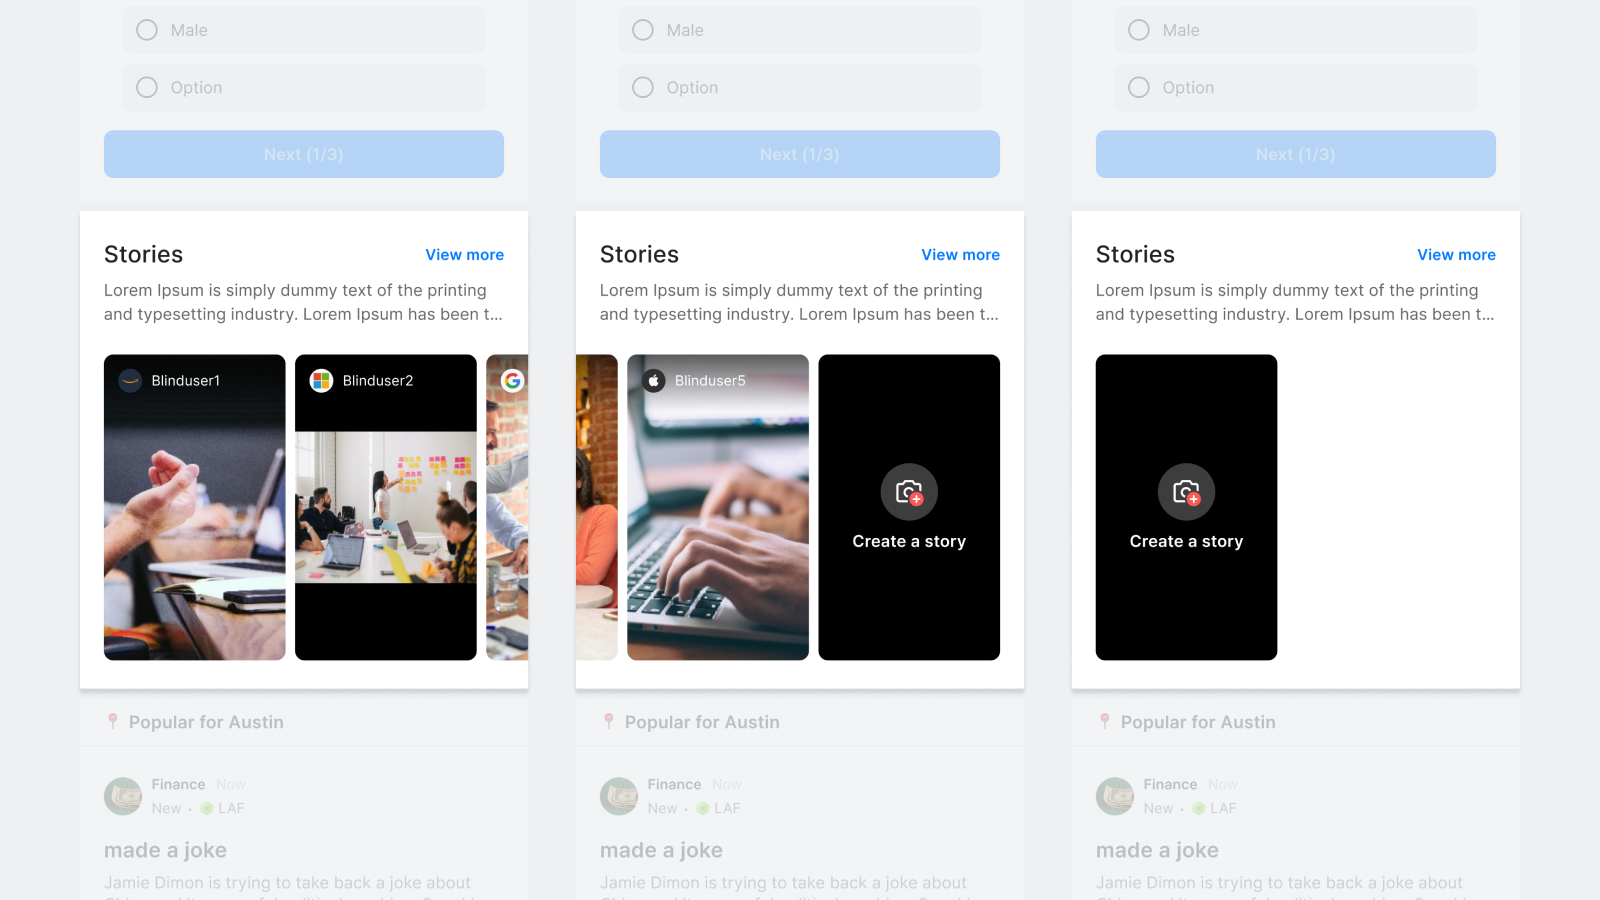 Male
Option
Next (1/3)
Stories
View more
Lorem Ipsum is simply dummy text of the printing
and typesetting industry. Lorem Ipsum has been t...
Blinduser1
Blinduser2
Popular for Austin
Finance Now
New • LAF
made a joke
Jamie Dimon is trying to take back a joke about
Male
Option
Next (1/3)
Stories
View more
Lorem Ipsum is simply dummy text of the printing
and typesetting industry. Lorem Ipsum has been t...
Blinduser5
Create a story
Popular for Austin
Finance Now
New • LAF
made a joke
Jamie Dimon is trying to take back a joke about
Male
Option
Next (1/3)
Stories
View more
Lorem Ipsum is simply dummy text of the printing
and typesetting industry. Lorem Ipsum has been t...
Create a story
Popular for Austin
Finance Now
New • LAF
made a joke
Jamie Dimon is trying to take back a joke about